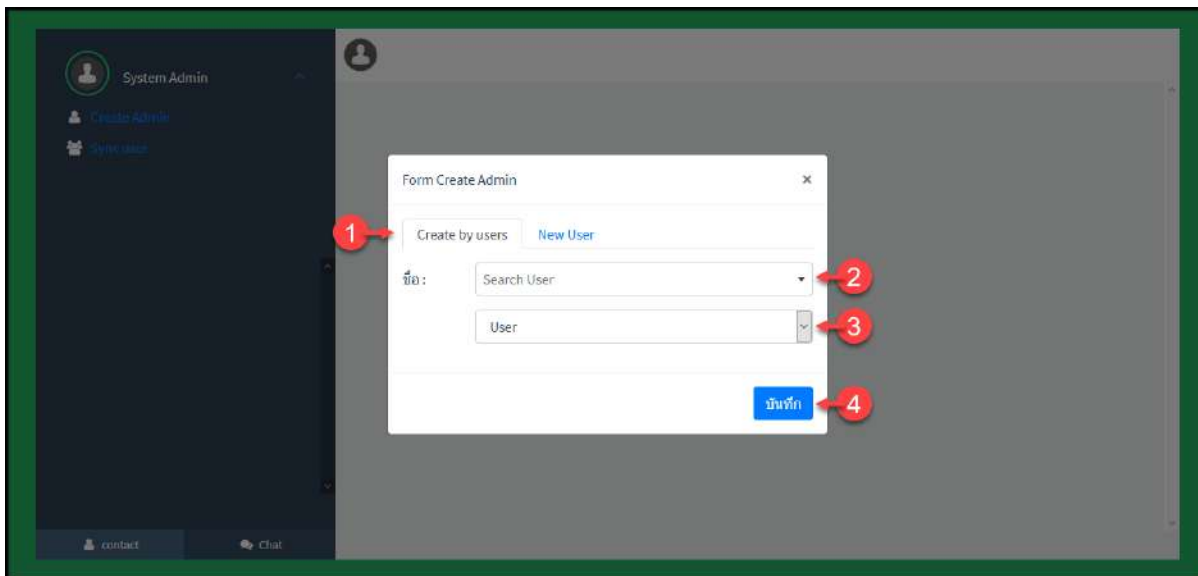 System Admin
Create Admin
Sync user
Form Create Admin ×
1
Create by users New User
ชื่อ : Search User
2
User
3
บันทึก
4
contact Chat